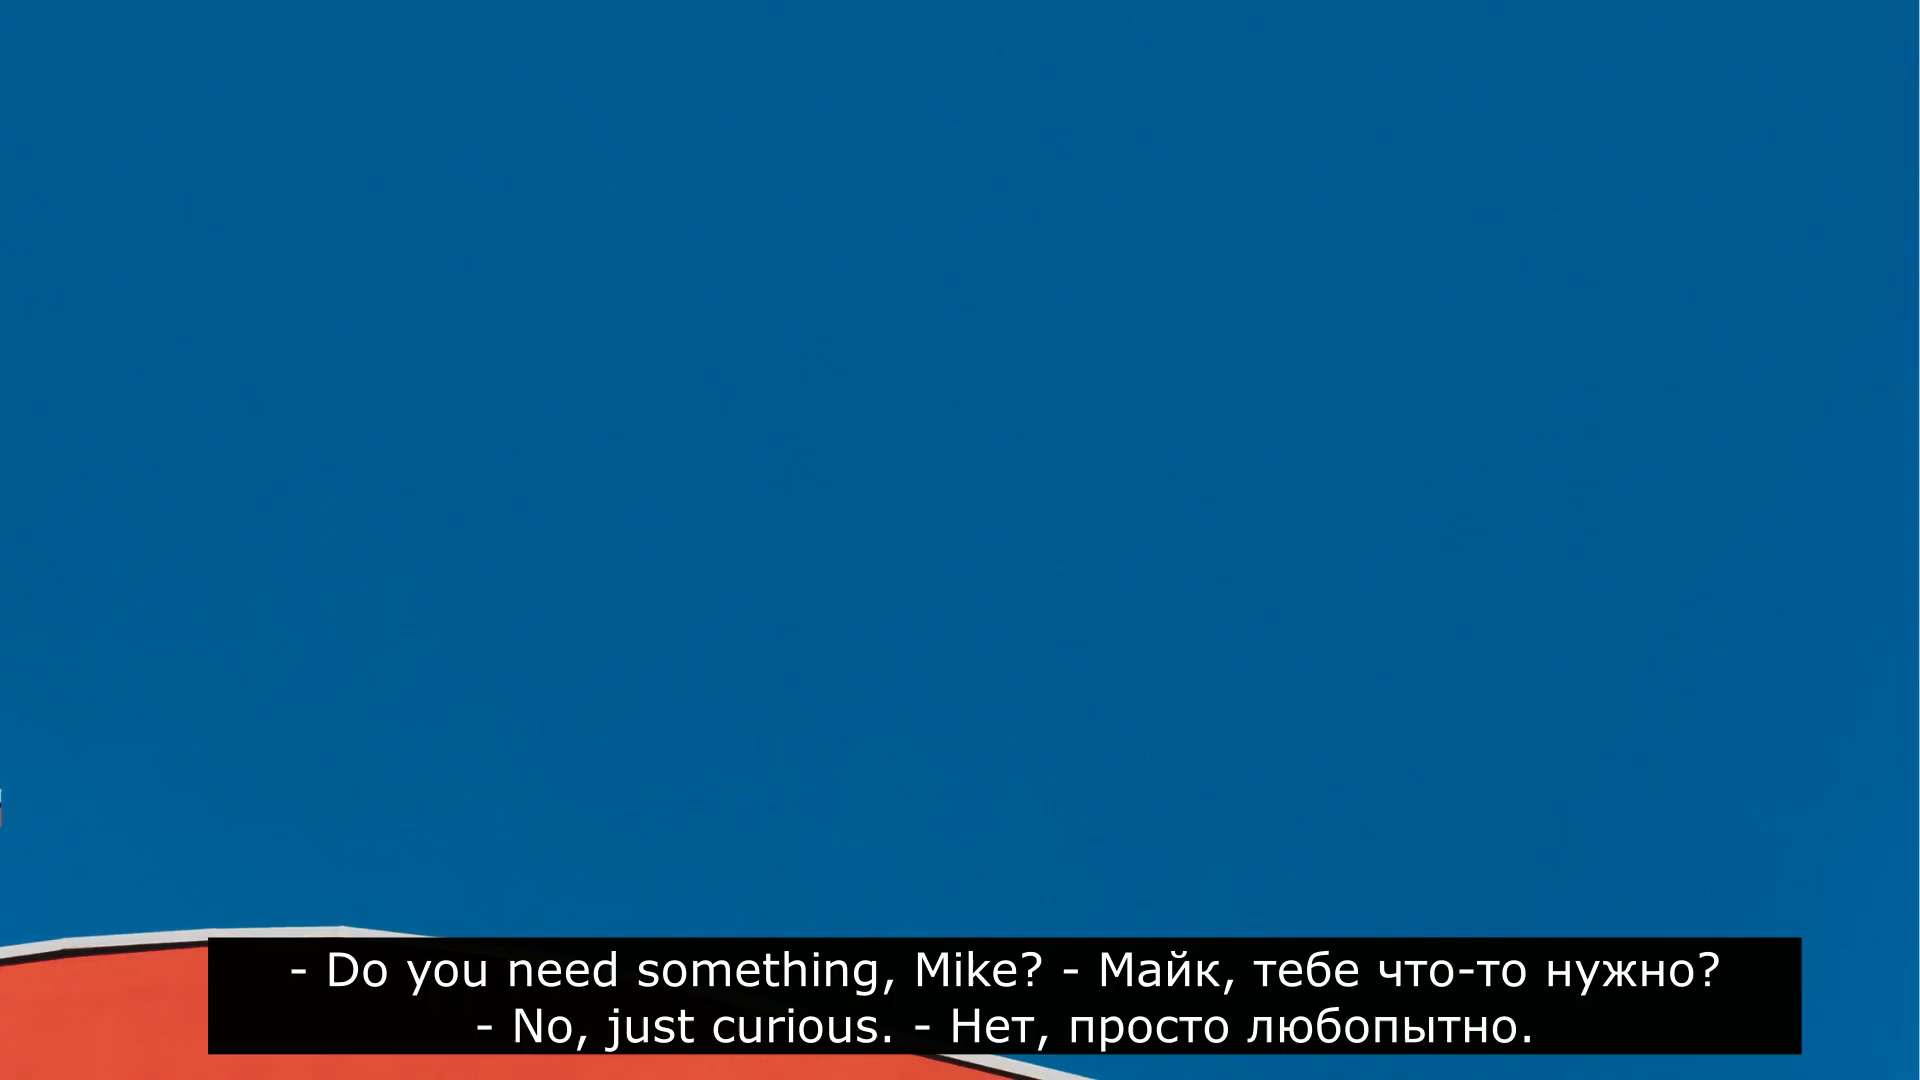 - Do you need something, Mike? - Майк, тебе что-то нужно?
- No, just curious. - Нет, просто любопытно.